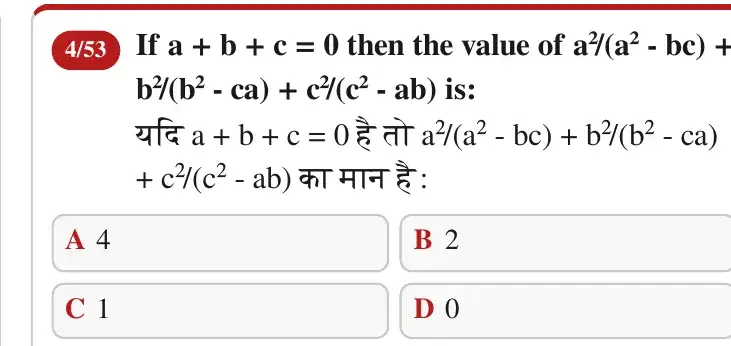 4/53 If a + b + c = 0 then the value of a²/(a² - bc) +
b²/(b² - ca) + c²/(c² - ab) is:
यदि a + b + c = 0 है तो a²/(a² - bc) + b²/(b² - ca)
+ c²/(c² - ab) का मान है :
A 4
B 2
C 1
D 0